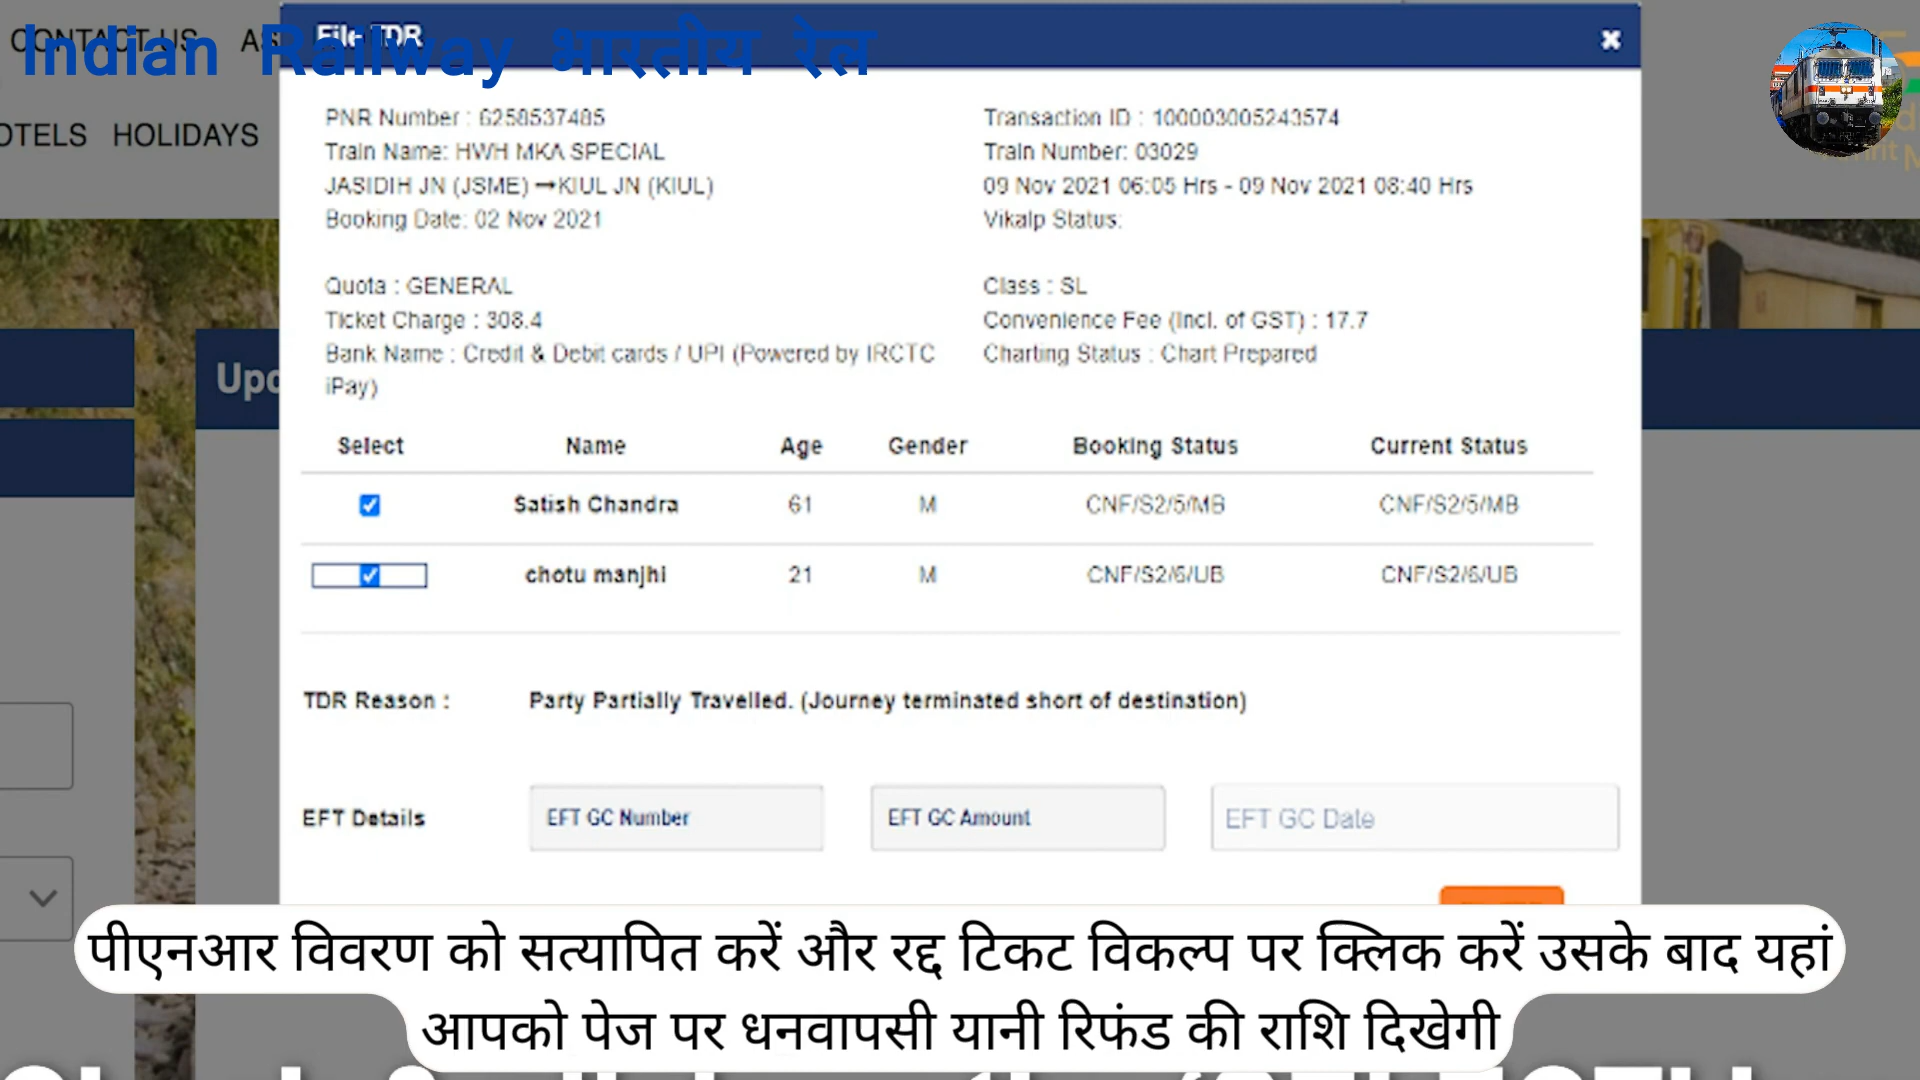 Indian Railway भारतीय रेल
CONTACT US
File TDR
HOTELS HOLIDAYS
PNR Number : 6258537485
Transaction ID : 100003005243574
Train Name: HWH MKA SPECIAL
Train Number: 03029
JASIDIH JN (JSME) →KIUL JN (KIUL)
09 Nov 2021 06:05 Hrs - 09 Nov 2021 08:40 Hrs
Booking Date: 02 Nov 2021
Vikalp Status:
Quota : GENERAL
Class : SL
Ticket Charge : 308.4
Convenience Fee (Incl. of GST) : 17.7
Bank Name : Credit & Debit cards / UPI (Powered by IRCTC
iPay)
Charting Status : Chart Prepared
Select Name Age Gender Booking Status Current Status
Satish Chandra 61 M CNF/S2/5/MB CNF/S2/5/MB
chotu manjhi 21 M CNF/S2/6/UB CNF/S2/6/UB
TDR Reason : Party Partially Travelled. (Journey terminated short of destination)
EFT Details EFT GC Number EFT GC Amount EFT GC Date
पीएनआर विवरण को सत्यापित करें और रद्द टिकट विकल्प पर क्लिक करें उसके बाद यहां
आपको पेज पर धनवापसी यानी रिफंड की राशि दिखेगी